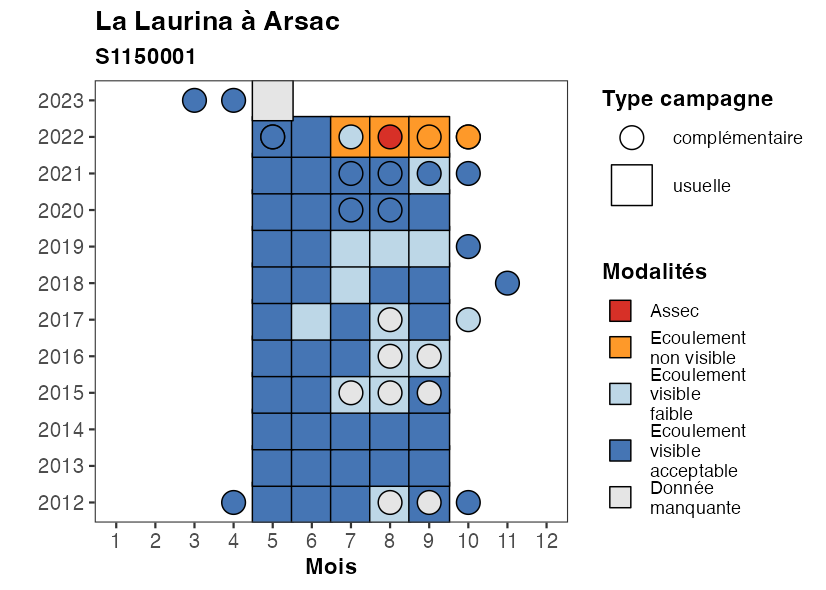 La Laurina à Arsac
S1150001
2023
2022
2021
2020
2019
2018
2017
2016
2015
2014
2013
2012
1 2 3 4 5 6 7 8 9 10 11 12
Mois
Type campagne
complémentaire
usuelle
Modalités
Assec
Ecoulement
non visible
Ecoulement
visible
faible
Ecoulement
visible
acceptable
Donnée
manquante